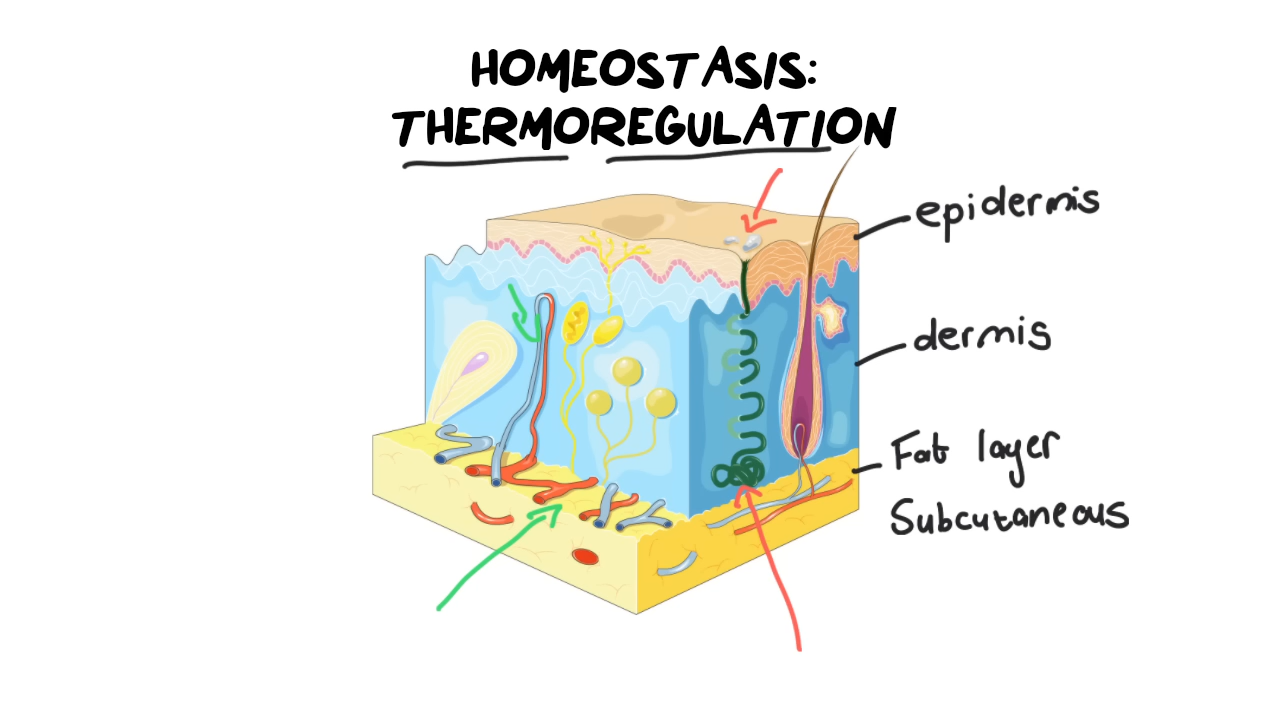 HOMEOSTASIS:
THERMOREGULATION
epidermis
dermis
Fat layer
Subcutaneous